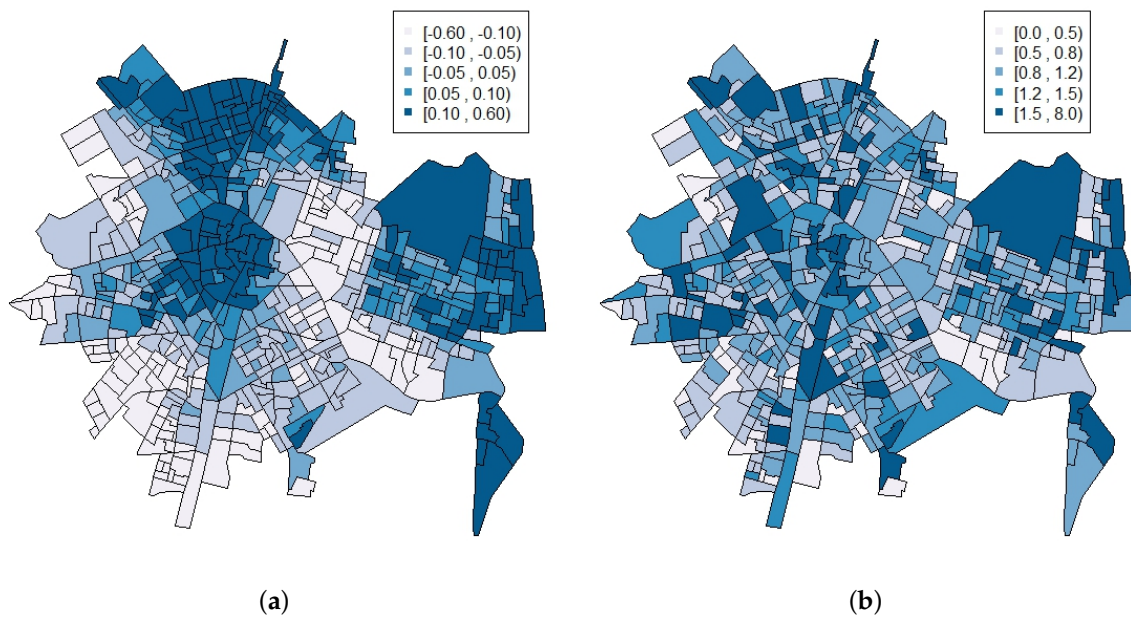 [-0.60 , -0.10)
[-0.10 , -0.05)
[-0.05 , 0.05)
[0.05 , 0.10)
[0.10 , 0.60)
[0.0 , 0.5)
[0.5 , 0.8)
[0.8 , 1.2)
[1.2 , 1.5)
[1.5 , 8.0)
(a)
(b)